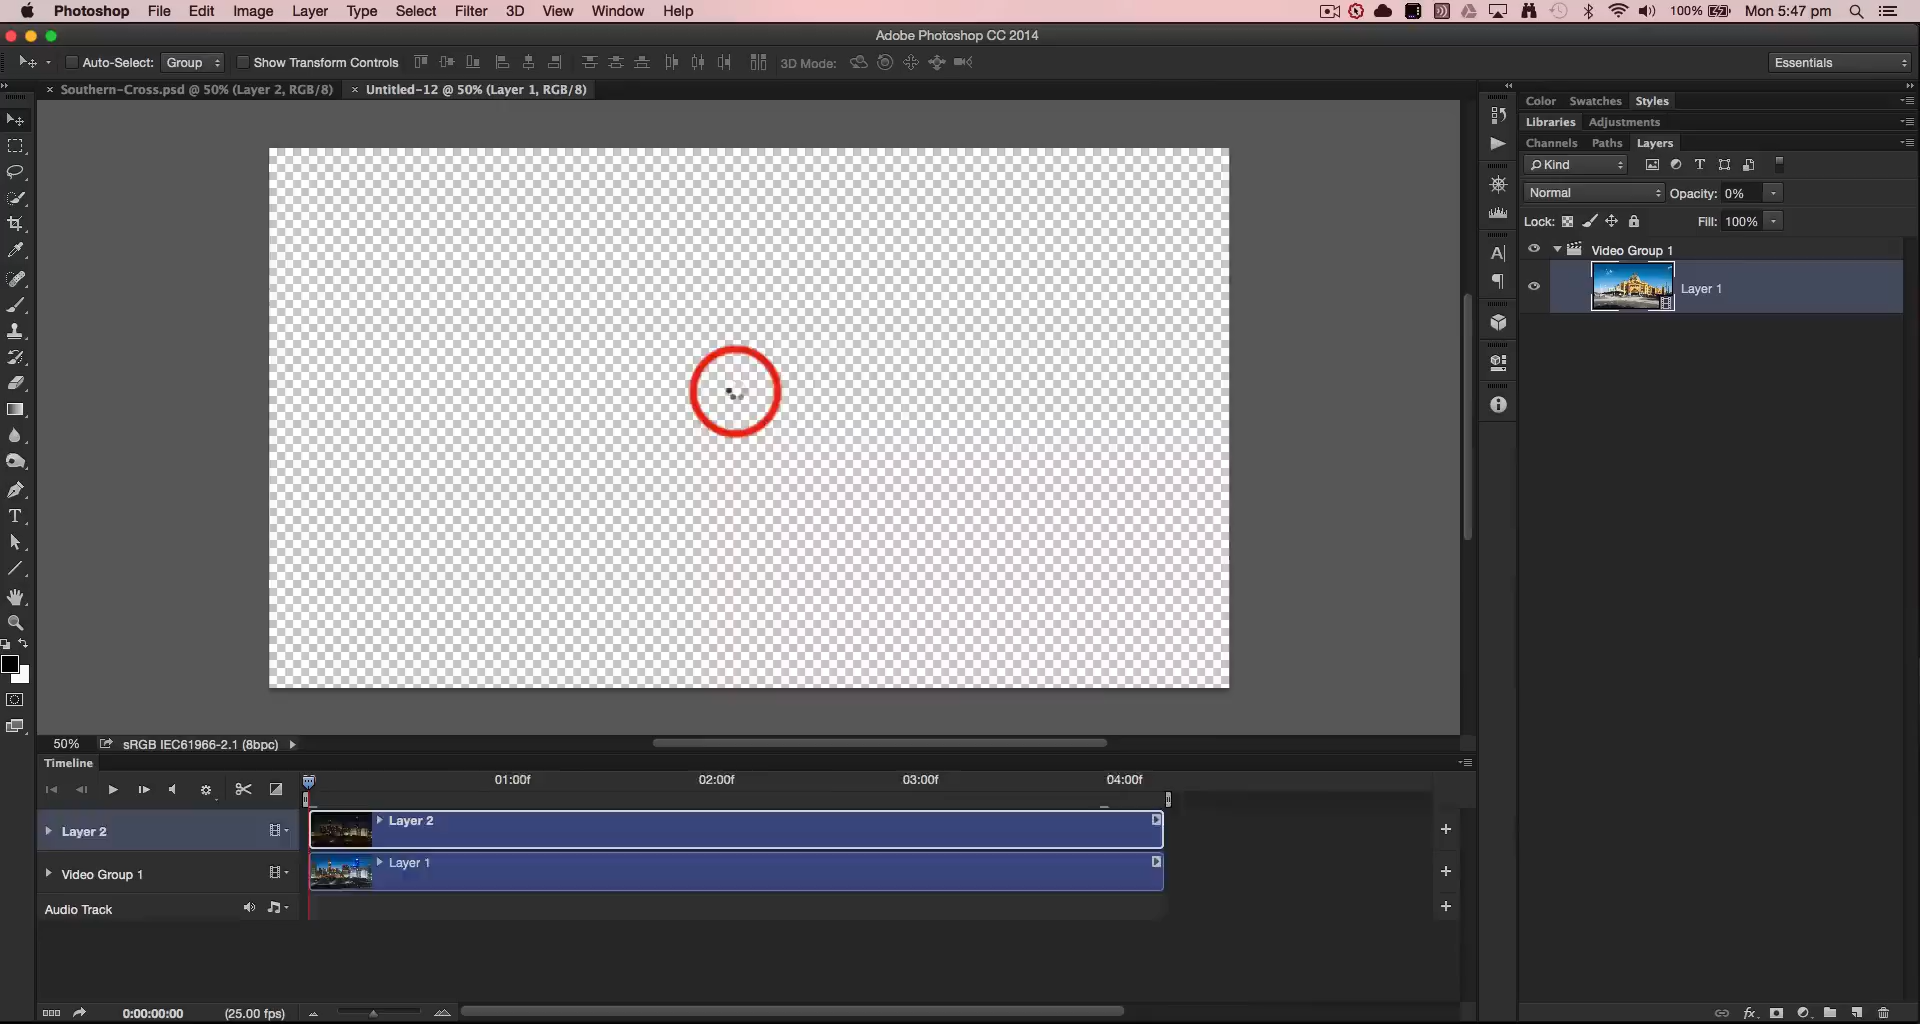 Photoshop File Edit Image Layer Type Select Filter 3D View Window Help 100% Mon 5:47 pm
Adobe Photoshop CC 2014
Auto-Select: Group Show Transform Controls 3D Mode: Essentials
Southern-Cross.psd @ 50% (Layer 2, RGB/8) Untitled-12 @ 50% (Layer 1, RGB/8)
Color Swatches Styles
Libraries Adjustments
Channels Paths Layers
Kind
Normal Opacity: 0%
Lock: Fill: 100%
Video Group 1
Layer 1
50% sRGB IEC61966-2.1 (8bpc)
Timeline
01:00f 02:00f 03:00f 04:00f
Layer 2 Layer 2
Video Group 1 Layer 1
Audio Track
0:00:00:00 (25.00 fps)